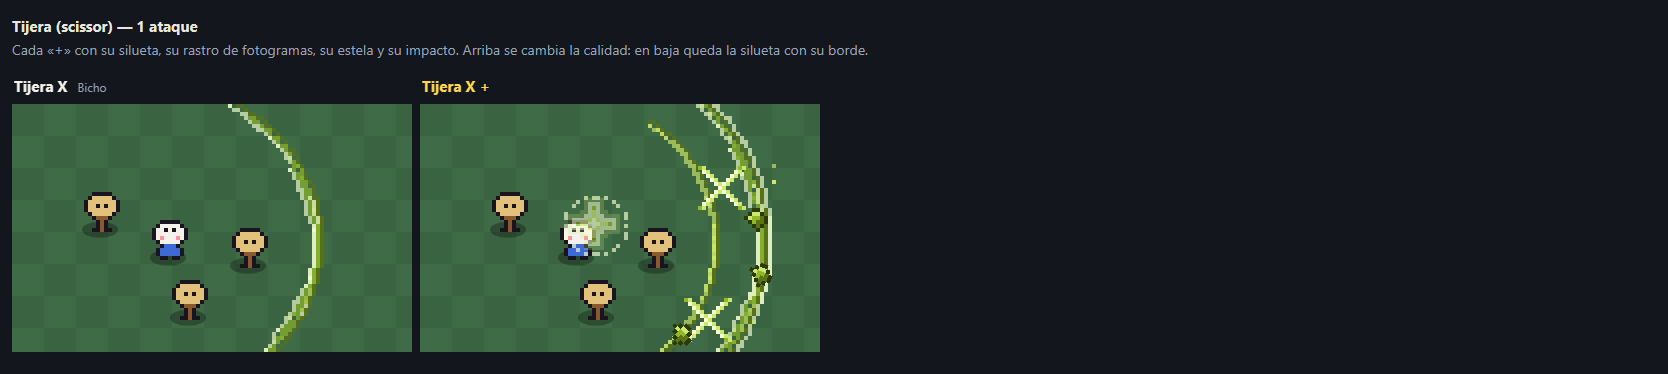 Tijera (scissor) — 1 ataque
Cada «+» con su silueta, su rastro de fotogramas, su estela y su impacto. Arriba se cambia la calidad: en baja queda la silueta con su borde.
Tijera X Bicho
Tijera X +